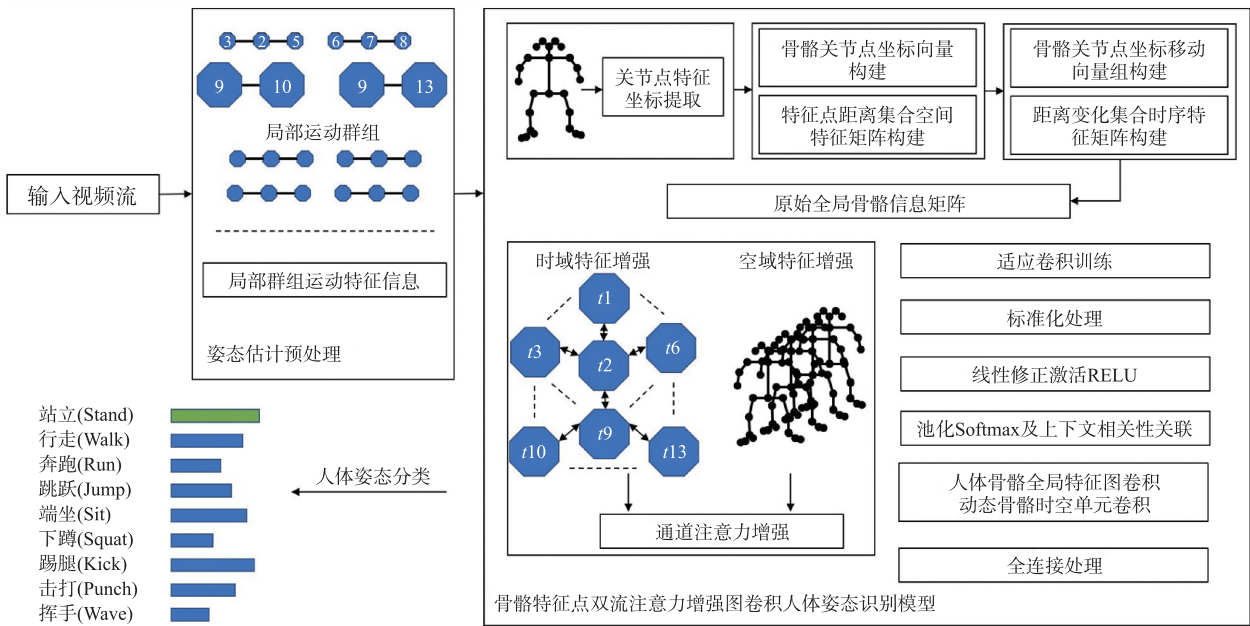 输入视频流
3 2 5 6 7 8
9 10 9 13
局部运动群组
局部群组运动特征信息
姿态估计预处理
关节点特征
坐标提取
骨骼关节点坐标向量
构建
特征点距离集合空间
特征矩阵构建
骨骼关节点坐标移动
向量组构建
距离变化集合时序特
征矩阵构建
原始全局骨骼信息矩阵
时域特征增强
空域特征增强
t1
t3
t2
t6
t10
t9
t13
通道注意力增强
适应卷积训练
标准化处理
线性修正激活RELU
池化Softmax及上下文相关性关联
人体骨骼全局特征图卷积
动态骨骼时空单元卷积
全连接处理
骨骼特征点双流注意力增强图卷积人体姿态识别模型
人体姿态分类
站立(Stand)
行走(Walk)
奔跑(Run)
跳跃(Jump)
端坐(Sit)
下蹲(Squat)
踢腿(Kick)
击打(Punch)
挥手(Wave)